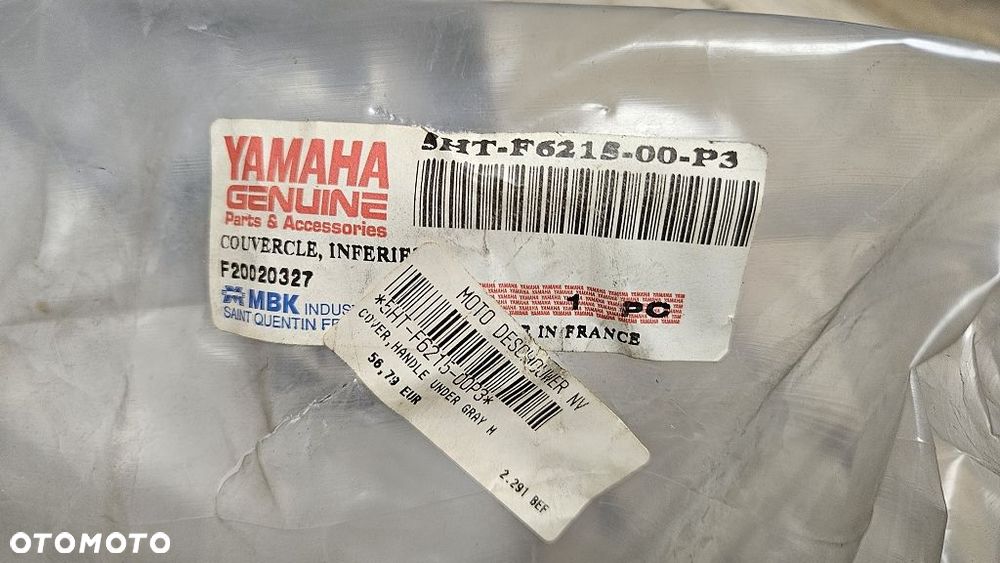 YAMAHA
GENUINE
Parts & Accessories
5HT-F6215-00-P3
COUVERCLE, INFERIE
F20020327
MBK INDUS
SAINT QUENTIN
1 PC
IN FRANCE
MOTO DESCHOUWER NV
*5HT-F6215-00P3*
COVER,HANDLE UNDER GRAY M
56,79 EUR
2.291 BEF
OTOMOTO